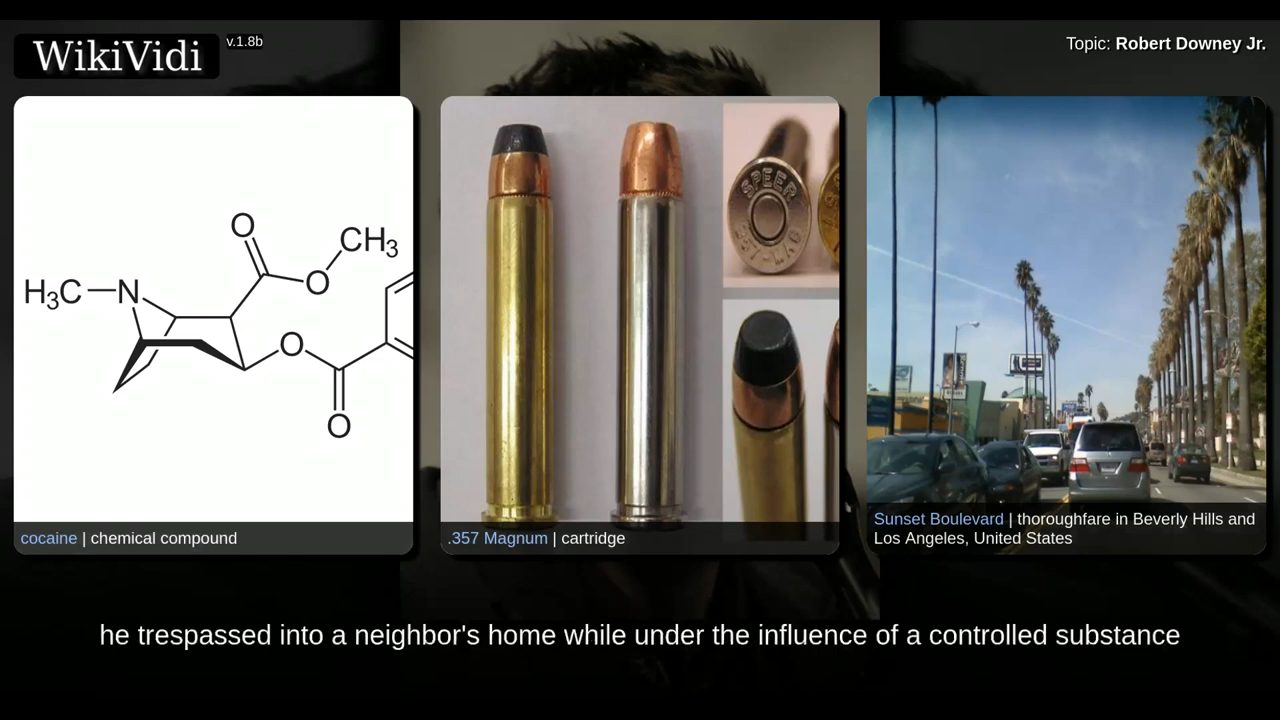 WikiVidi v.1.8b
Topic: Robert Downey Jr.
O
CH3
H3C N
O
O
O
cocaine | chemical compound
SPEER
.357 Magnum | cartridge
Sunset Boulevard | thoroughfare in Beverly Hills and
Los Angeles, United States
he trespassed into a neighbor's home while under the influence of a controlled substance